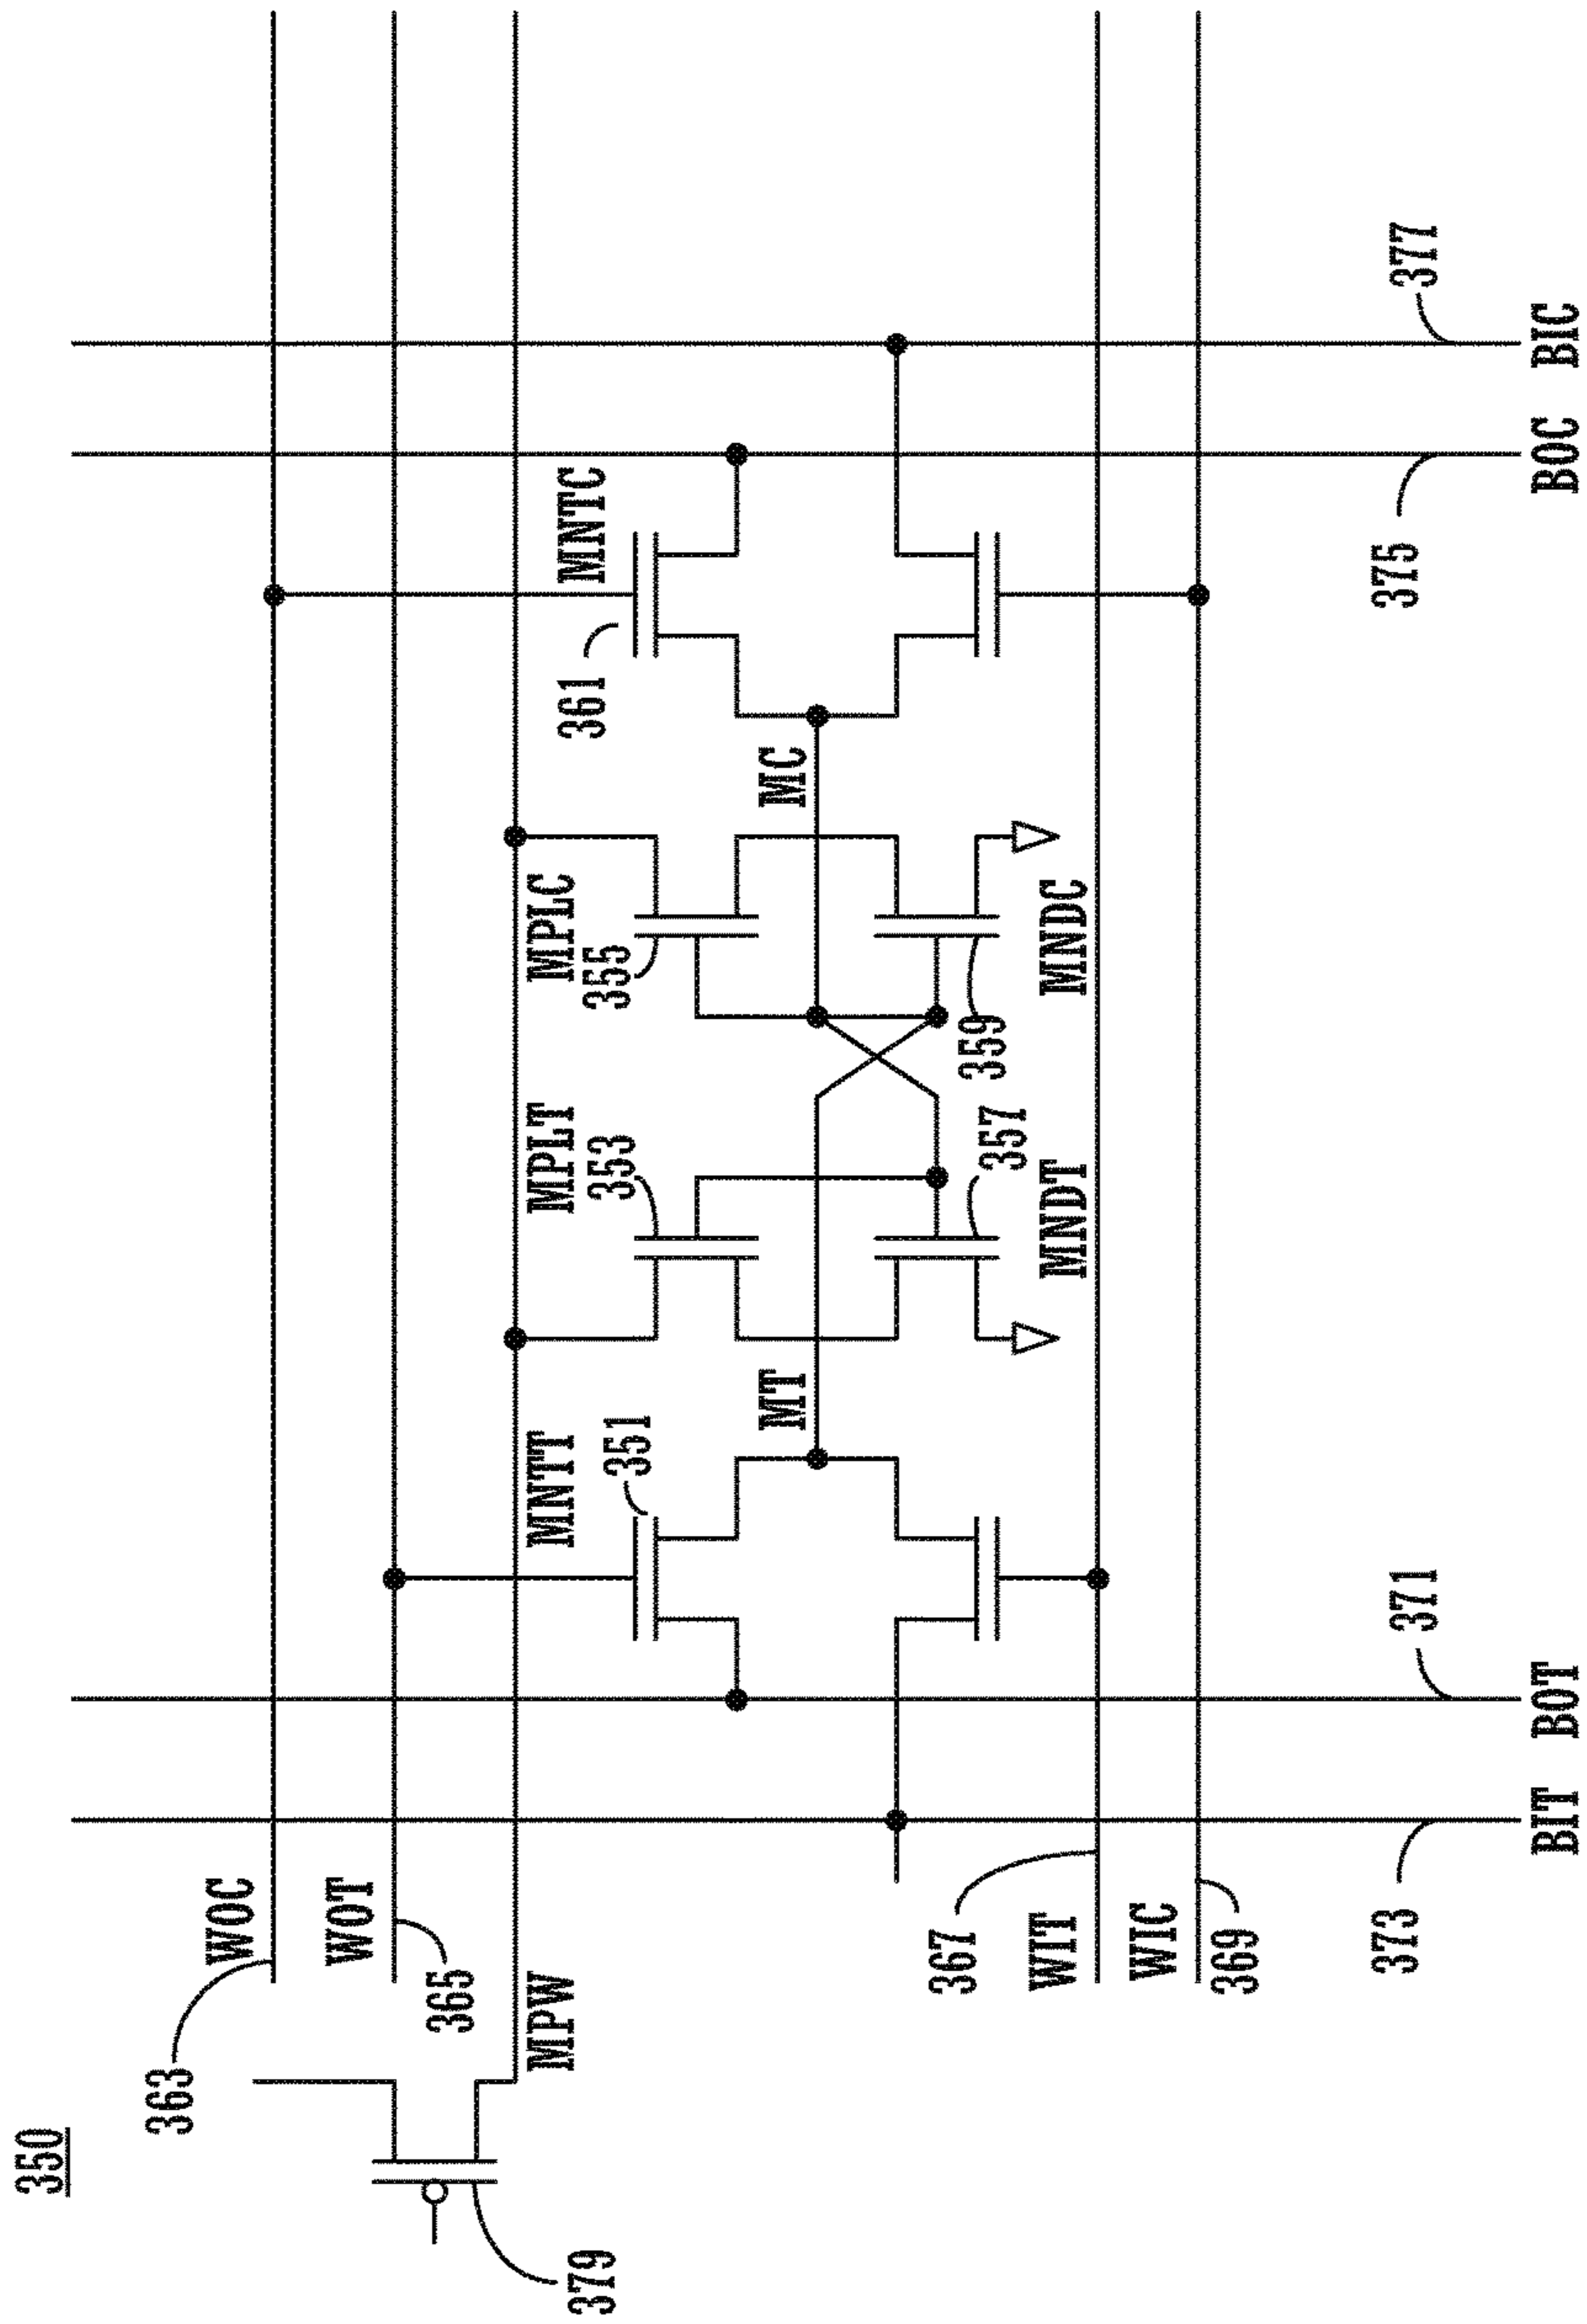 350
363
WOC
WOT
365
379
MPW
MNTT
351
MT
MPLT
353
MPLC
355
MC
361
MNTC
357
MNDT
359
MNDC
367
WIT
WIC
369
373
371
375
377
BIT
BOT
BOC
BIC